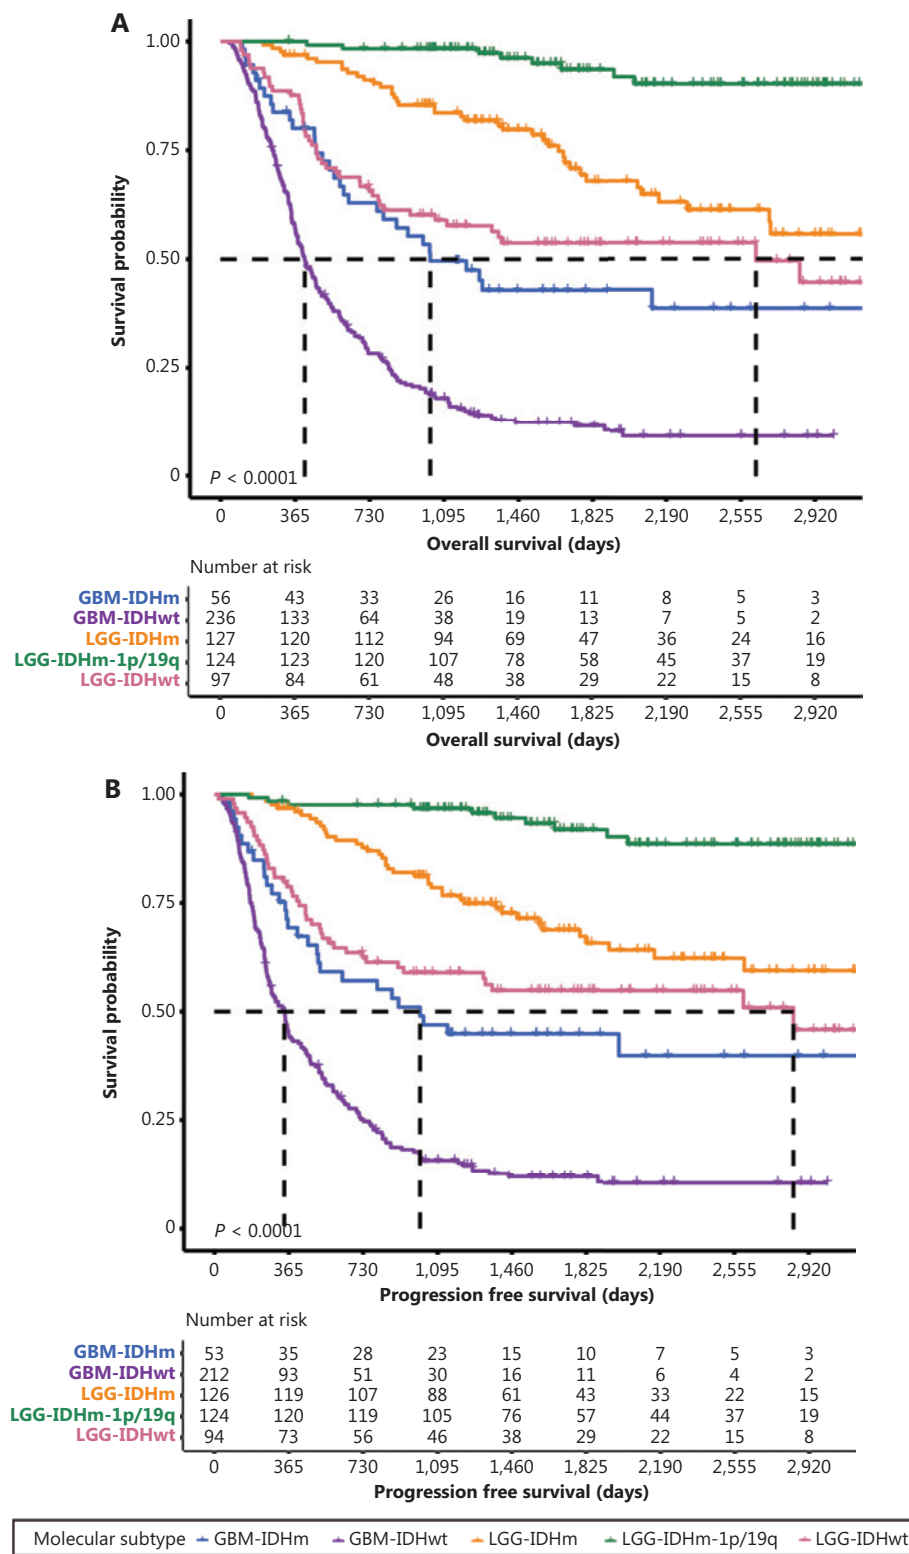 A
1.00
0.75
0.50
0.25
0
Survival probability
P < 0.0001
0 365 730 1,095 1,460 1,825 2,190 2,555 2,920
Overall survival (days)
Number at risk
GBM-IDHm 56 43 33 26 16 11 8 5 3
GBM-IDHwt 236 133 64 38 19 13 7 5 2
LGG-IDHm 127 120 112 94 69 47 36 24 16
LGG-IDHm-1p/19q 124 123 120 107 78 58 45 37 19
LGG-IDHwt 97 84 61 48 38 29 22 15 8
0 365 730 1,095 1,460 1,825 2,190 2,555 2,920
Overall survival (days)
B
1.00
0.75
0.50
0.25
0
Survival probability
P < 0.0001
0 365 730 1,095 1,460 1,825 2,190 2,555 2,920
Progression free survival (days)
Number at risk
GBM-IDHm 53 35 28 23 15 10 7 5 3
GBM-IDHwt 212 93 51 30 16 11 6 4 2
LGG-IDHm 126 119 107 88 61 43 33 22 15
LGG-IDHm-1p/19q 124 120 119 105 76 57 44 37 19
LGG-IDHwt 94 73 56 46 38 29 22 15 8
0 365 730 1,095 1,460 1,825 2,190 2,555 2,920
Progression free survival (days)
Molecular subtype GBM-IDHm GBM-IDHwt LGG-IDHm LGG-IDHm-1p/19q LGG-IDHwt